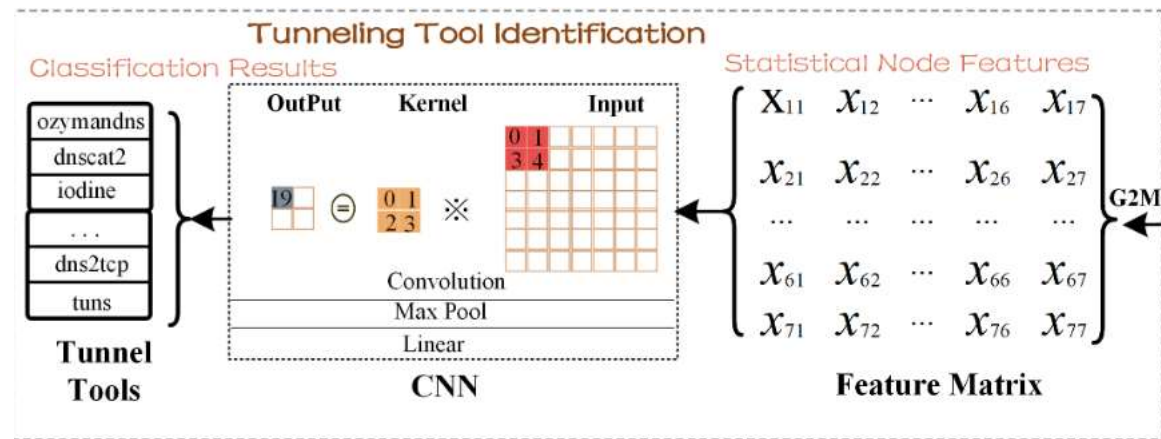 Tunneling Tool Identification
Classification Results
Statistical Node Features
ozymandns
dnscat2
iodine
...
dns2tcp
tuns
Tunnel
Tools
OutPut Kernel Input
0 1
3 4
19 = 0 1 ※
2 3
Convolution
Max Pool
Linear
CNN
X11 x12 ... x16 x17
x21 x22 ... x26 x27
... ... ... ... ...
x61 x62 ... x66 x67
x71 x72 ... x76 x77
Feature Matrix
G2M